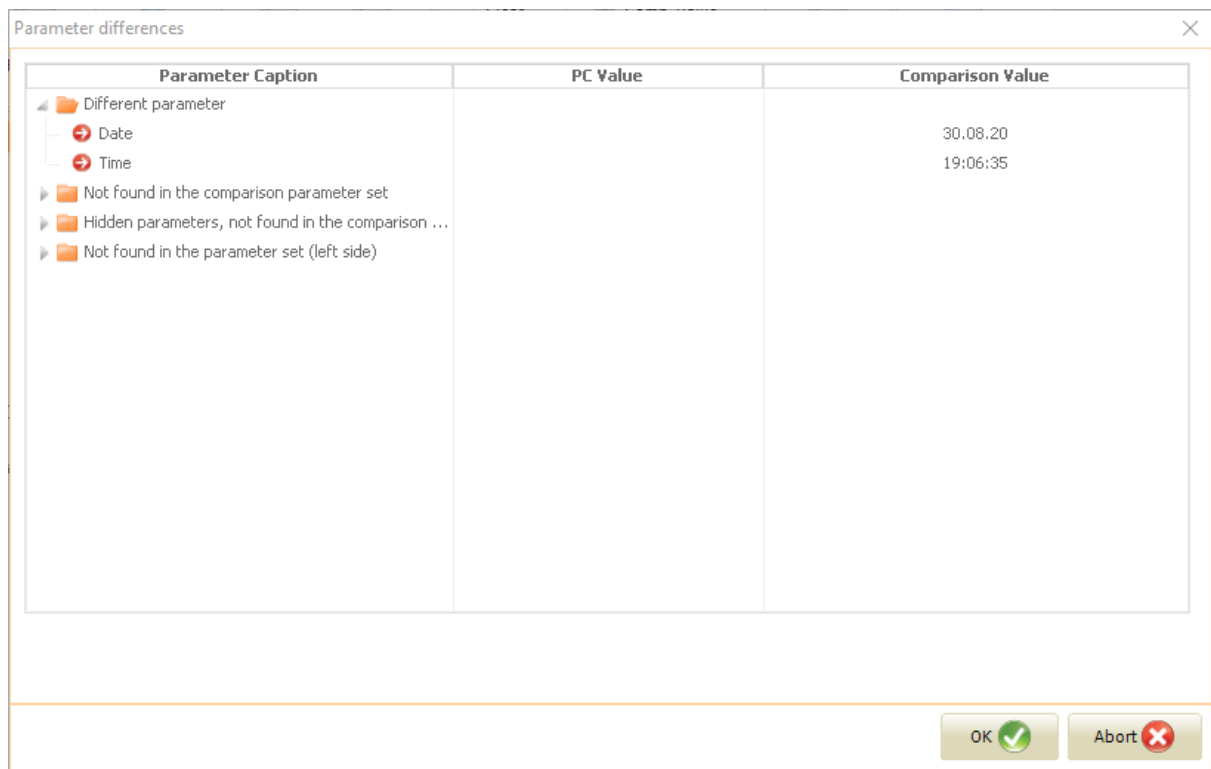 Parameter differences
Parameter Caption PC Value Comparison Value
Different parameter
Date 30.08.20
Time 19:06:35
Not found in the comparison parameter set
Hidden parameters, not found in the comparison ...
Not found in the parameter set (left side)
OK Abort